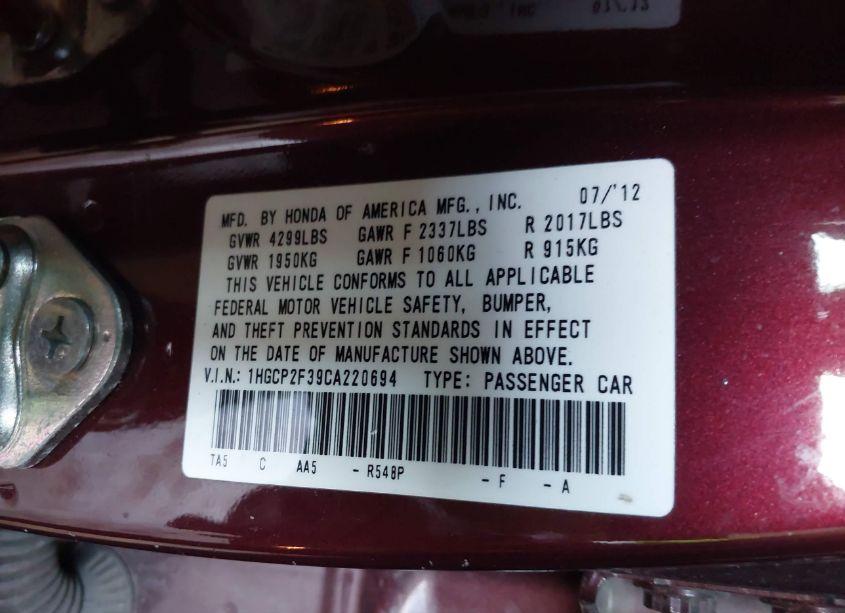 MFD. BY HONDA OF AMERICA MFG., INC. 07/'12
GVWR 4299LBS GAWR F 2337LBS R 2017LBS
GVWR 1950KG GAWR F 1060KG R 915KG
THIS VEHICLE CONFORMS TO ALL APPLICABLE
FEDERAL MOTOR VEHICLE SAFETY, BUMPER,
AND THEFT PREVENTION STANDARDS IN EFFECT
ON THE DATE OF MANUFACTURE SHOWN ABOVE.
V.I.N.: 1HGCP2F39CA220694 TYPE: PASSENGER CAR
TA5 C AA5 - R548P - F - A